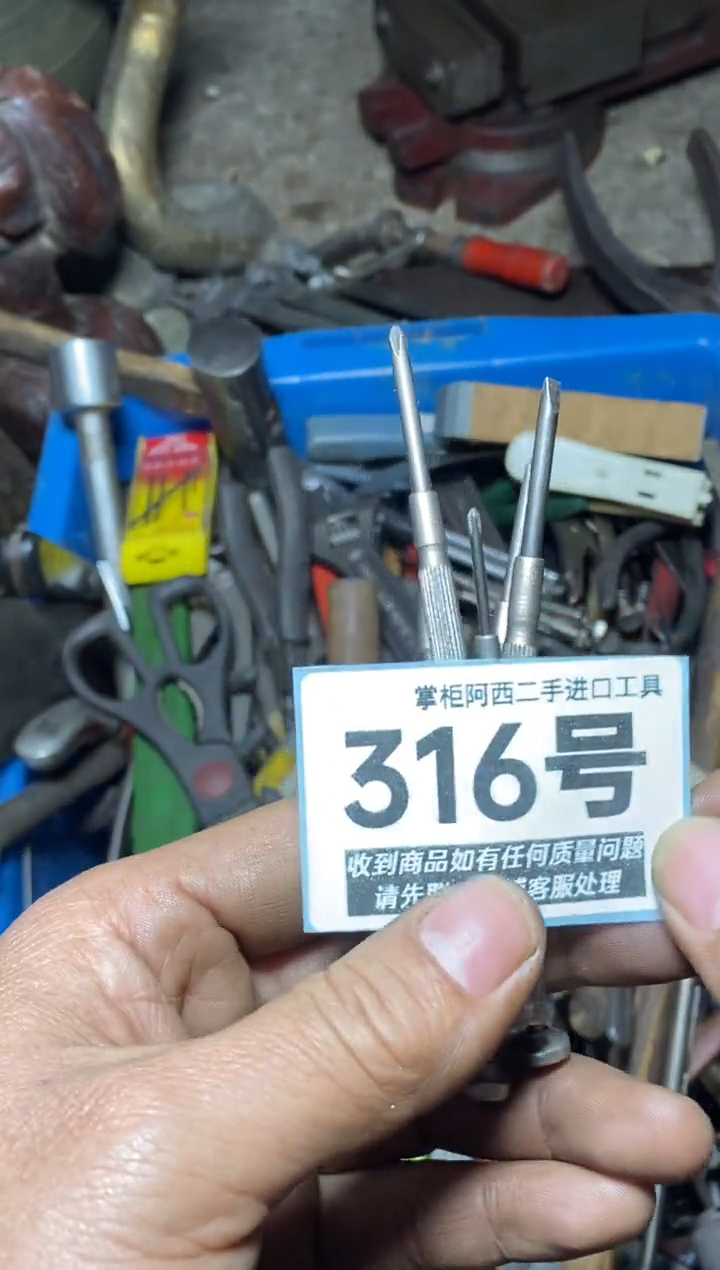 掌柜阿西二手进口工具
316号
收到商品如有任何质量问题
请先 客服处理